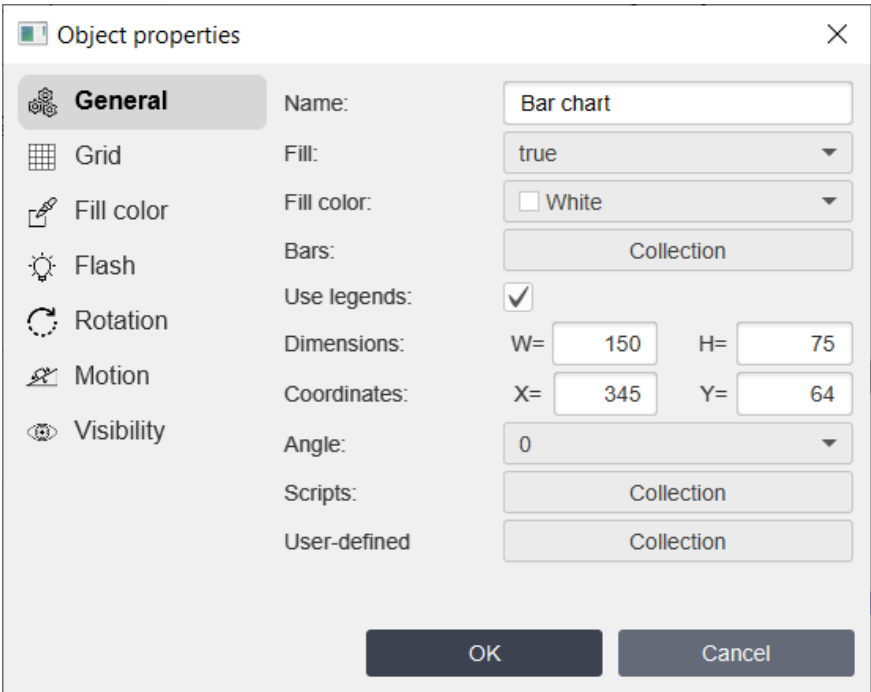 Object properties
General
Grid
Fill color
Flash
Rotation
Motion
Visibility
Name: Bar chart
Fill: true
Fill color: White
Bars: Collection
Use legends:
Dimensions: W= 150 H= 75
Coordinates: X= 345 Y= 64
Angle: 0
Scripts: Collection
User-defined Collection
OK Cancel